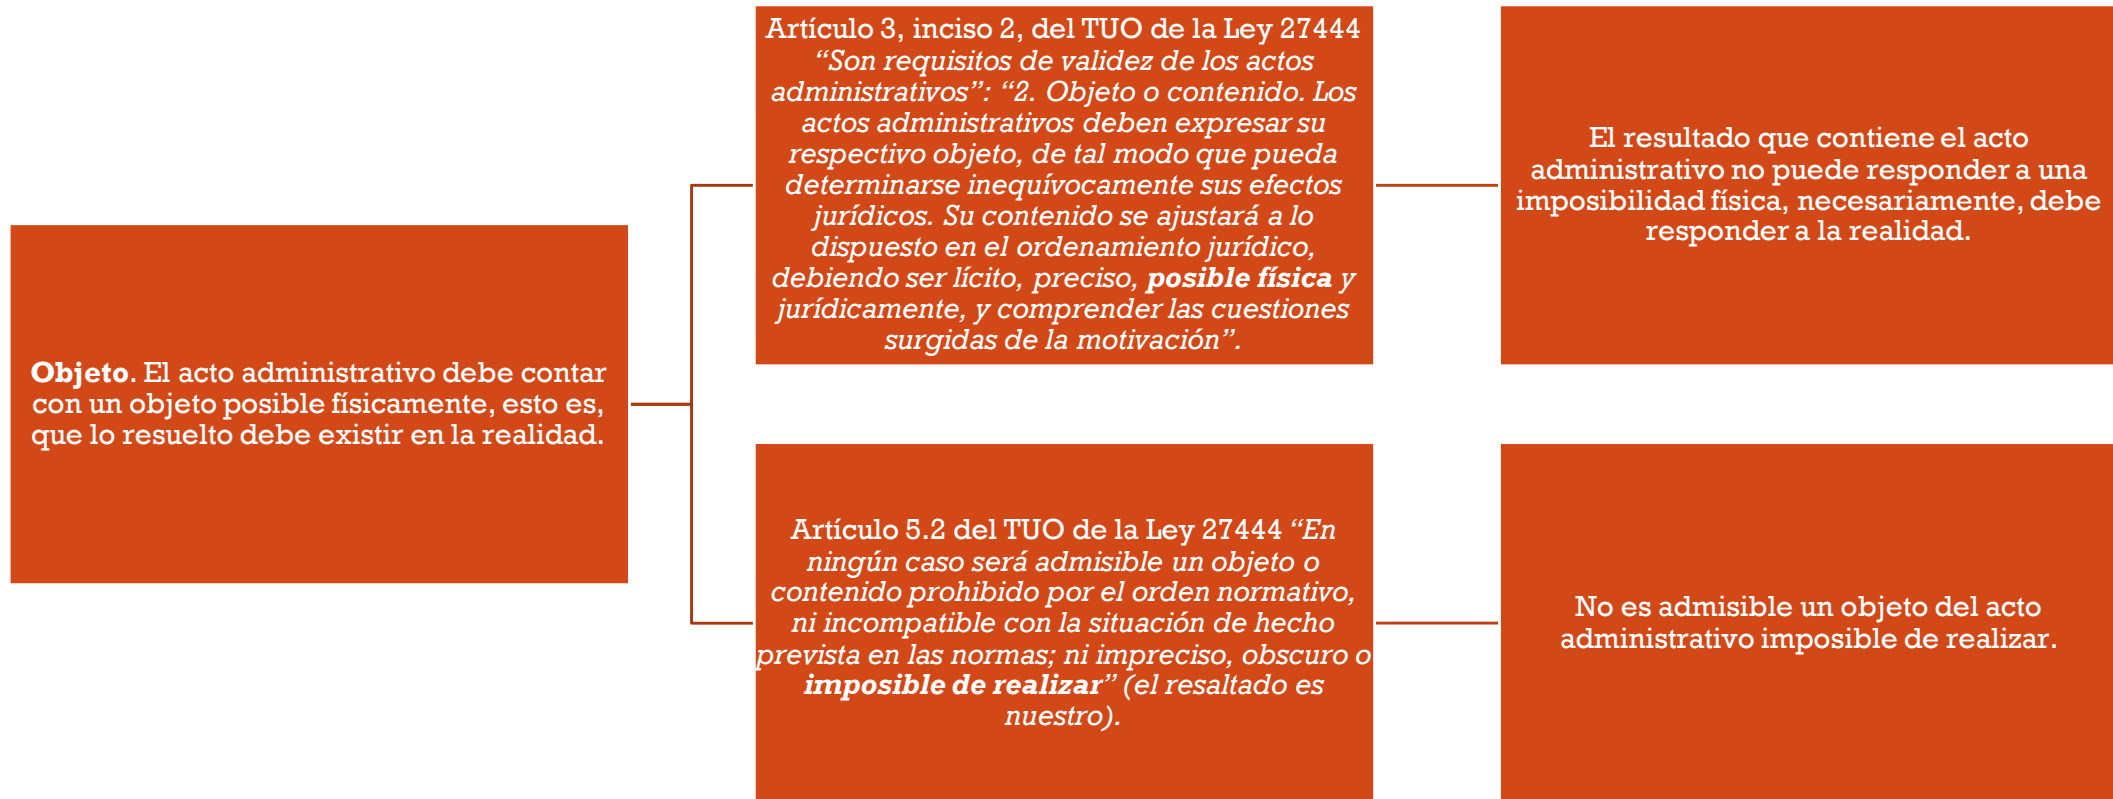 Objeto. El acto administrativo debe contar
con un objeto posible físicamente, esto es,
que lo resuelto debe existir en la realidad.
Artículo 3, inciso 2, del TUO de la Ley 27444
“Son requisitos de validez de los actos
administrativos”: “2. Objeto o contenido. Los
actos administrativos deben expresar su
respectivo objeto, de tal modo que pueda
determinarse inequívocamente sus efectos
jurídicos. Su contenido se ajustará a lo
dispuesto en el ordenamiento jurídico,
debiendo ser lícito, preciso, posible física y
jurídicamente, y comprender las cuestiones
surgidas de la motivación”.
El resultado que contiene el acto
administrativo no puede responder a una
imposibilidad física, necesariamente, debe
responder a la realidad.
Artículo 5.2 del TUO de la Ley 27444 “En
ningún caso será admisible un objeto o
contenido prohibido por el orden normativo,
ni incompatible con la situación de hecho
prevista en las normas; ni impreciso, obscuro o
imposible de realizar” (el resaltado es
nuestro).
No es admisible un objeto del acto
administrativo imposible de realizar.